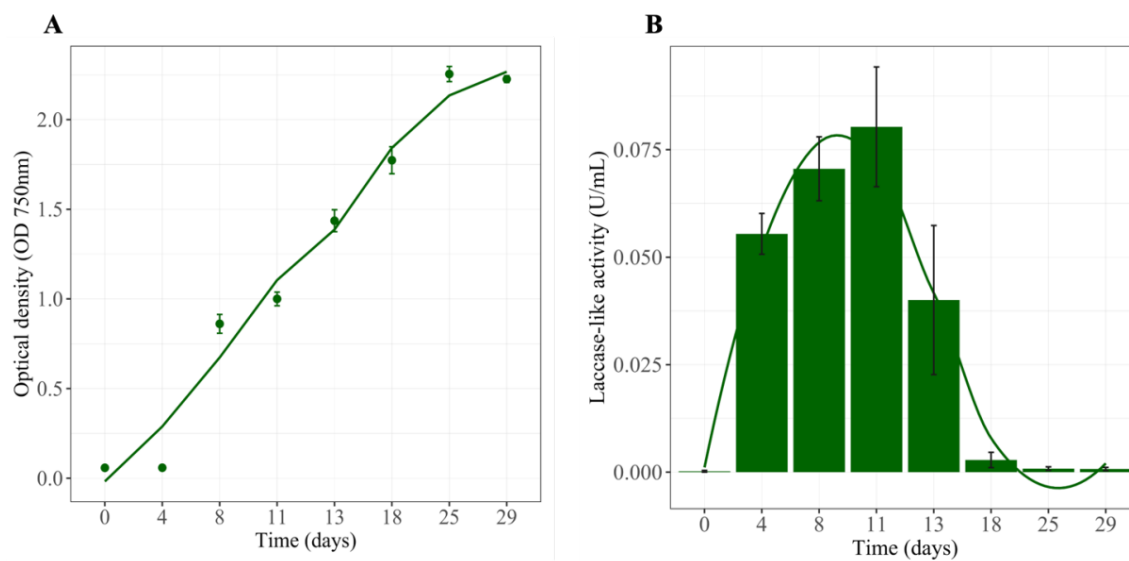 A
Optical density (OD 750nm)
2.0
1.5
1.0
0.5
0.0
0 4 8 11 13 18 25 29
Time (days)
B
Laccase-like activity (U/mL)
0.075
0.050
0.025
0.000
0 4 8 11 13 18 25 29
Time (days)